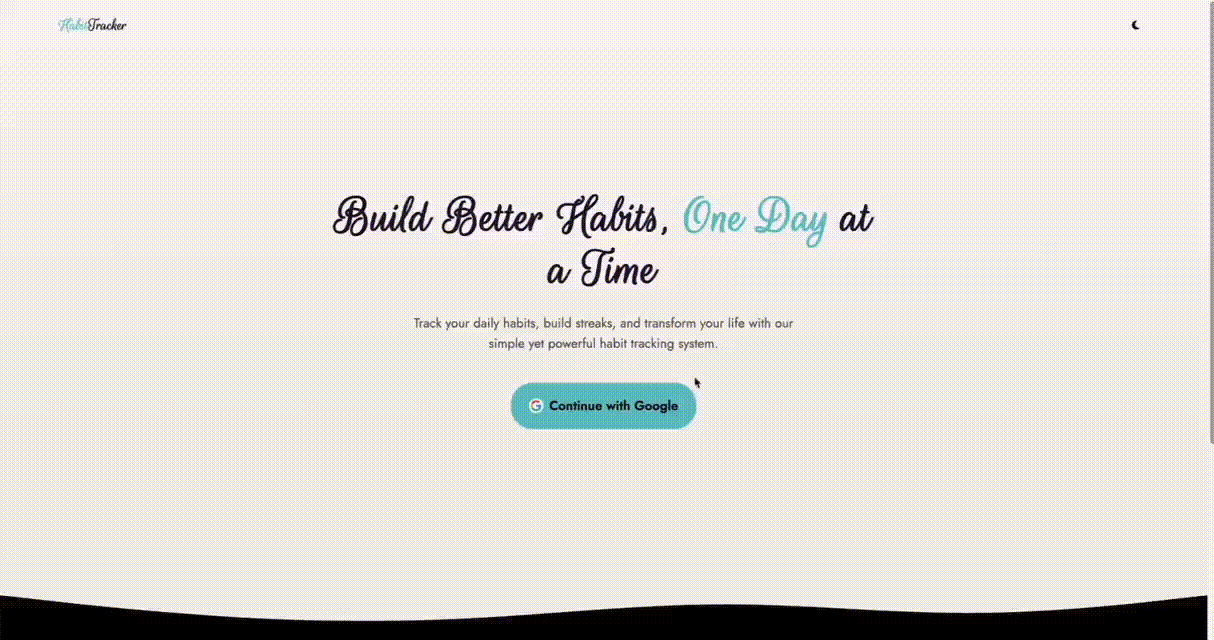 HabitTracker
Build Better Habits, One Day at
a Time
Track your daily habits, build streaks, and transform your life with our
simple yet powerful habit tracking system.
Continue with Google